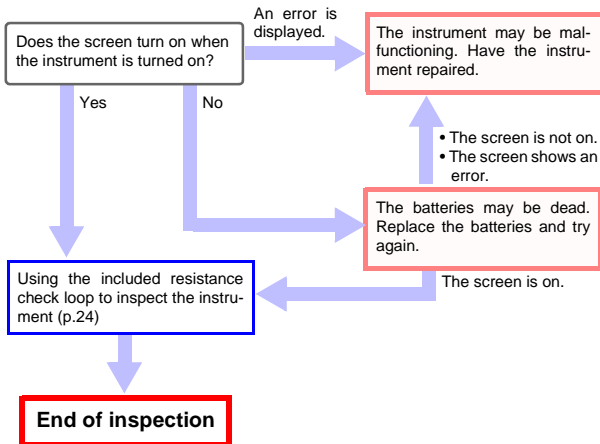 Does the screen turn on when
the instrument is turned on?
An error is
displayed.
The instrument may be mal-
functioning. Have the instru-
ment repaired.
Yes
No
• The screen is not on.
• The screen shows an
error.
The batteries may be dead.
Replace the batteries and try
again.
Using the included resistance
check loop to inspect the instru-
ment (p.24)
The screen is on.
End of inspection